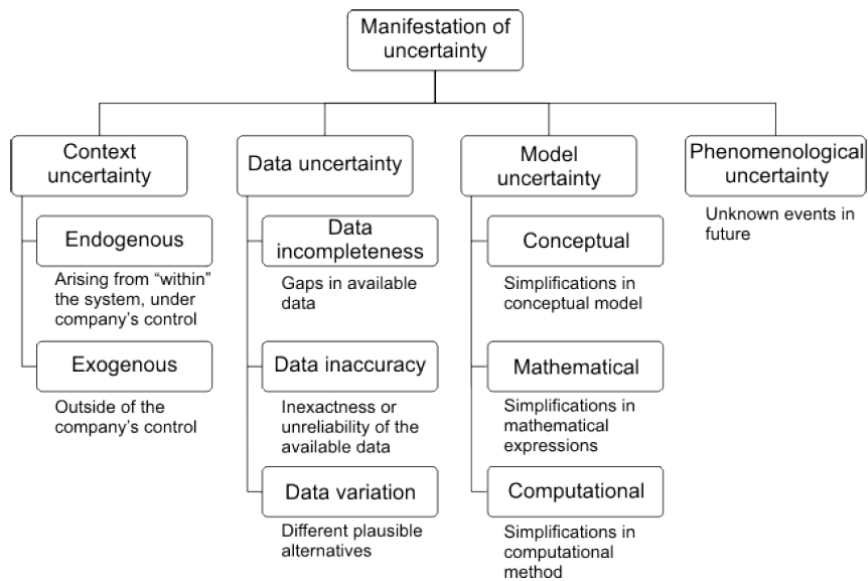 Manifestation of
uncertainty
Context
uncertainty
Endogenous
Arising from “within”
the system, under
company’s control
Exogenous
Outside of the
company’s control
Data uncertainty
Data
incompleteness
Gaps in available
data
Data inaccuracy
Inexactness or
unreliability of the
available data
Data variation
Different plausible
alternatives
Model
uncertainty
Conceptual
Simplifications in
conceptual model
Mathematical
Simplifications in
mathematical
expressions
Computational
Simplifications in
computational
method
Phenomenological
uncertainty
Unknown events in
future